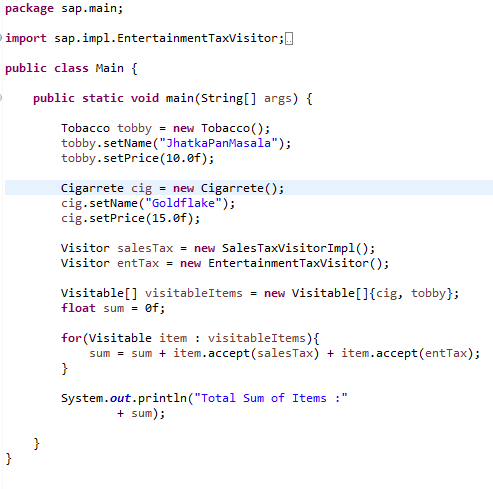 package sap.main;
import sap.impl.EntertainmentTaxVisitor;
public class Main {
public static void main(String[] args) {
Tobacco tobby = new Tobacco();
tobby.setName("JhatkaPanMasala");
tobby.setPrice(10.0f);
Cigarrete cig = new Cigarrete();
cig.setName("Goldflake");
cig.setPrice(15.0f);
Visitor salesTax = new SalesTaxVisitorImpl();
Visitor entTax = new EntertainmentTaxVisitor();
Visitable[] visitableItems = new Visitable[]{cig, tobby};
float sum = 0f;
for(Visitable item : visitableItems){
sum = sum + item.accept(salesTax) + item.accept(entTax);
}
System.out.println("Total Sum of Items :"
+ sum);
}
}